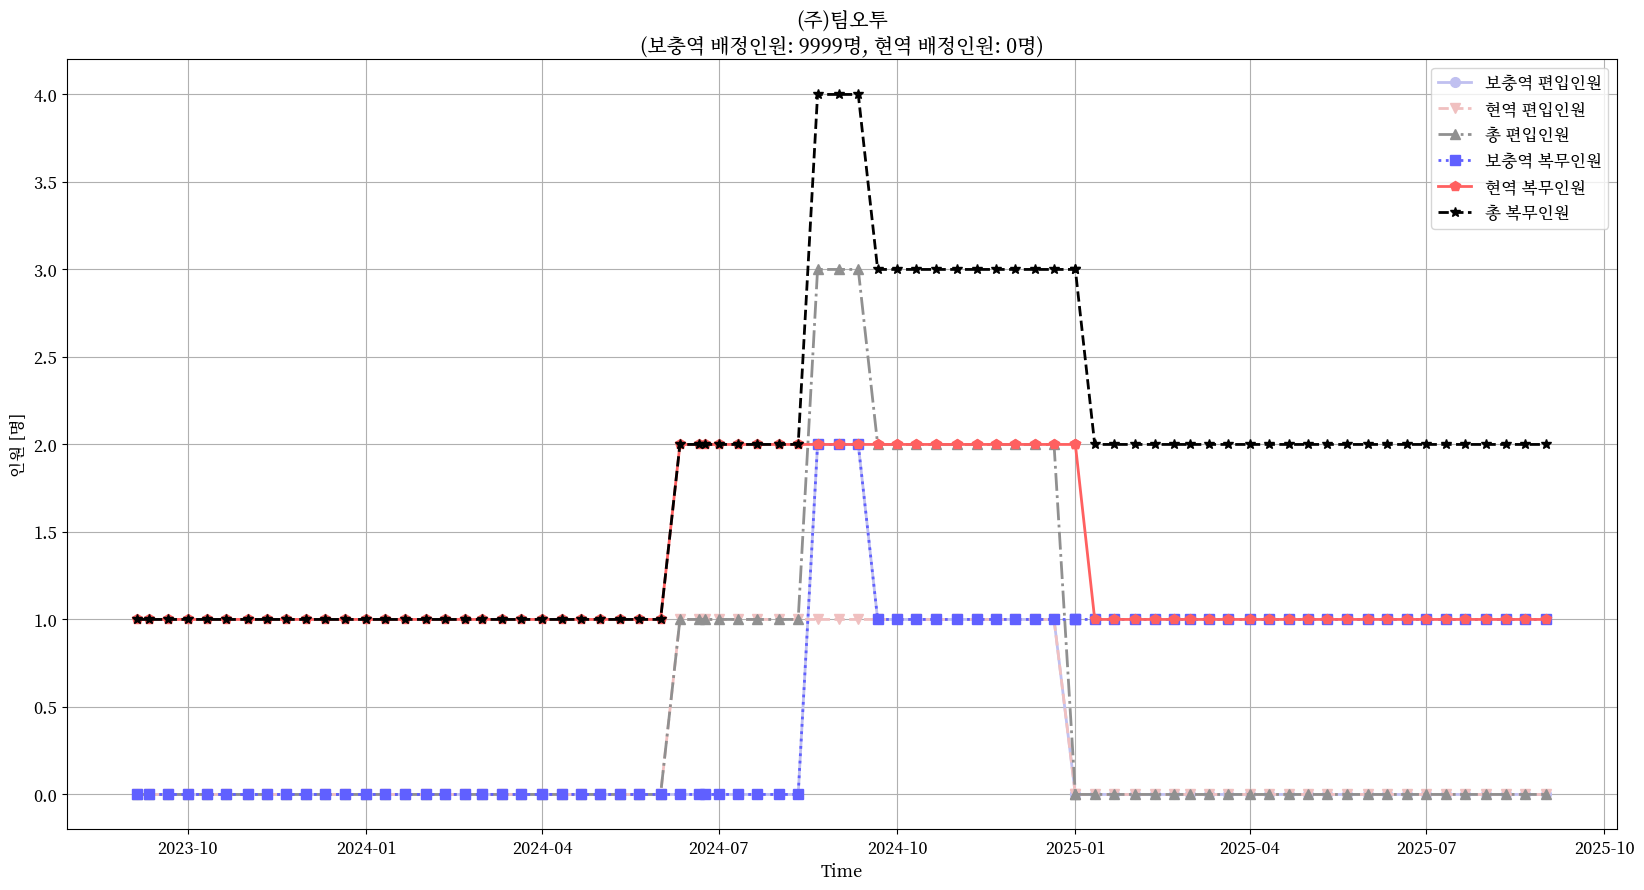 (주)팀오투
(보충역 배정인원: 9999명, 현역 배정인원: 0명)
보충역 편입인원
현역 편입인원
총 편입인원
보충역 복무인원
현역 복무인원
총 복무인원
인원 [명]
4.0
3.5
3.0
2.5
2.0
1.5
1.0
0.5
0.0
2023-10
2024-01
2024-04
2024-07
2024-10
2025-01
2025-04
2025-07
2025-10
Time